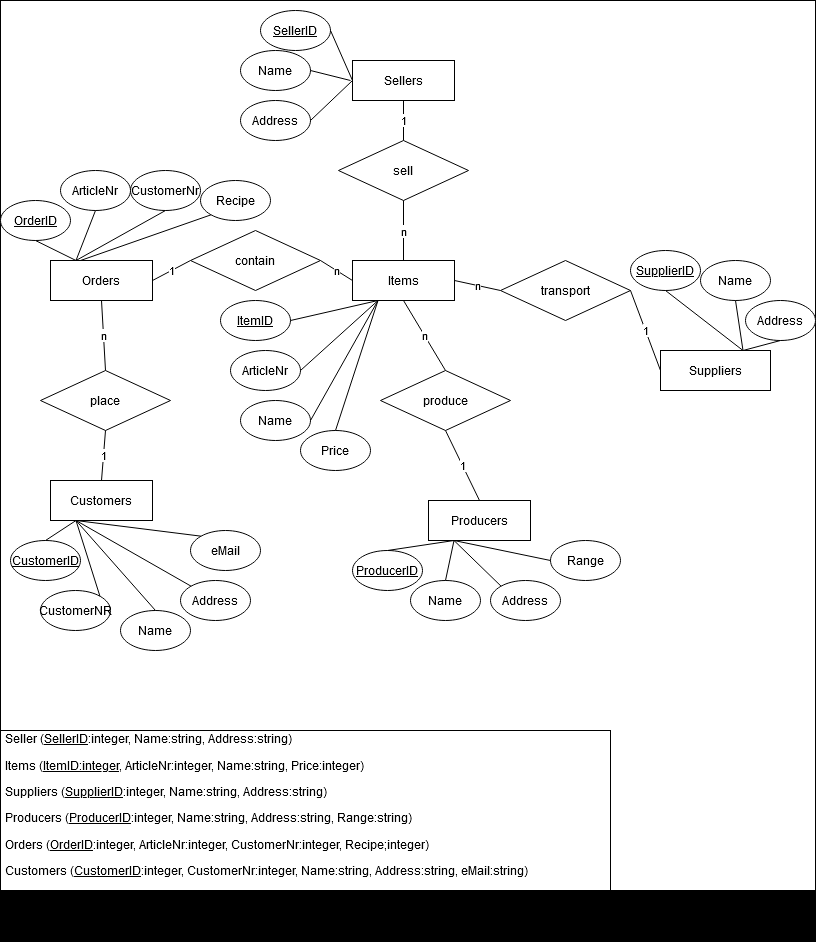 SellerID
Name
Sellers
Address
1
sell
ArticleNr
CustomerNr
Recipe
OrderID
n
contain
Orders
1
n
Items
n
transport
SupplierID
Name
Address
ItemID
1
n
n
ArticleNr
Suppliers
place
produce
Name
Price
1
1
Customers
Producers
eMail
CustomerID
ProducerID
Range
CustomerNR
Address
Name
Address
Name
Seller (SellerID:integer, Name:string, Address:string)
Items (ItemID:integer, ArticleNr:integer, Name:string, Price:integer)
Suppliers (SupplierID:integer, Name:string, Address:string)
Producers (ProducerID:integer, Name:string, Address:string, Range:string)
Orders (OrderID:integer, ArticleNr:integer, CustomerNr:integer, Recipe;integer)
Customers (CustomerID:integer, CustomerNr:integer, Name:string, Address:string, eMail:string)